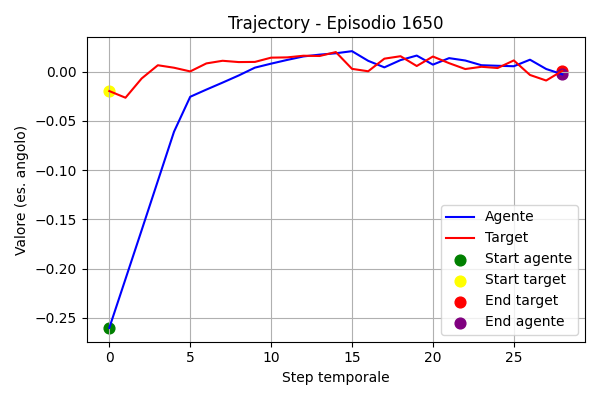 Trajectory - Episodio 1650
Valore (es. angolo)
0.00
−0.05
−0.10
−0.15
−0.20
−0.25
0 5 10 15 20 25
Step temporale
Agente
Target
Start agente
Start target
End target
End agente